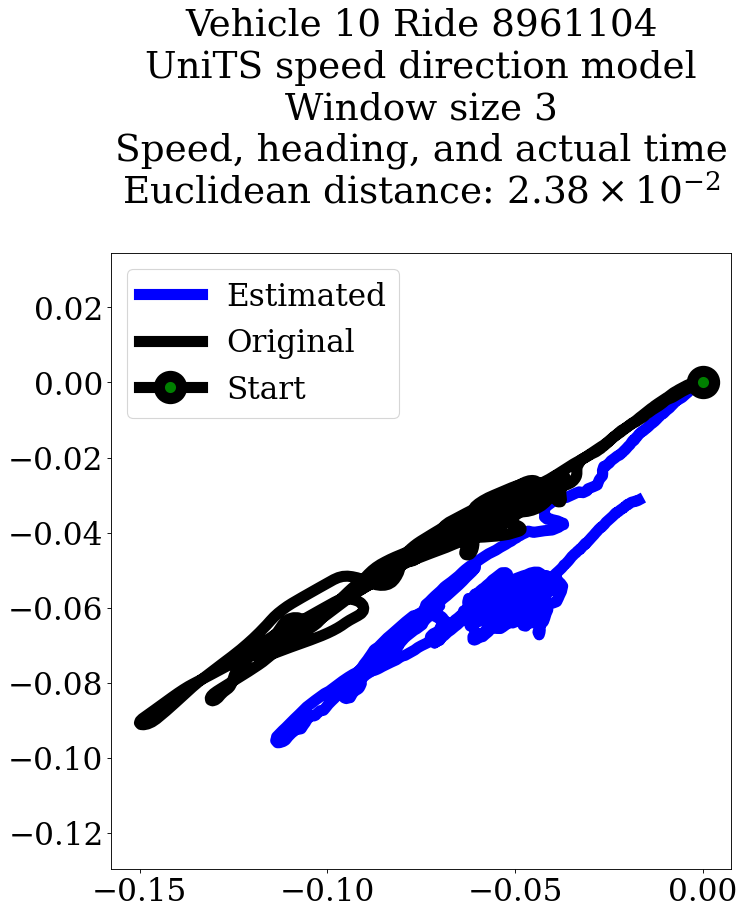 Vehicle 10 Ride 8961104
UniTS speed direction model
Window size 3
Speed, heading, and actual time
Euclidean distance: 2.38 × 10⁻²
Estimated
Original
Start
0.02
0.00
−0.02
−0.04
−0.06
−0.08
−0.10
−0.12
−0.15
−0.10
−0.05
0.00